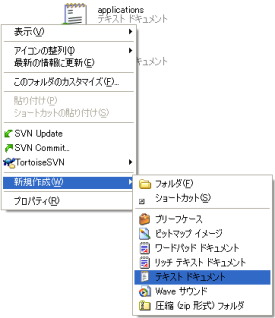 applications
テキスト ドキュメント
表示(V)
アイコンの整列(I)
最新の情報に更新(E)
キュメント
このフォルダのカスタマイズ(F)...
貼り付け(P)
ショートカットの貼り付け(S)
SVN Update
SVN Commit...
TortoiseSVN
新規作成(W)
プロパティ(R)
フォルダ(F)
ショートカット(S)
ブリーフケース
ビットマップ イメージ
ワードパッド ドキュメント
リッチ テキスト ドキュメント
テキスト ドキュメント
Wave サウンド
圧縮 (zip 形式) フォルダ